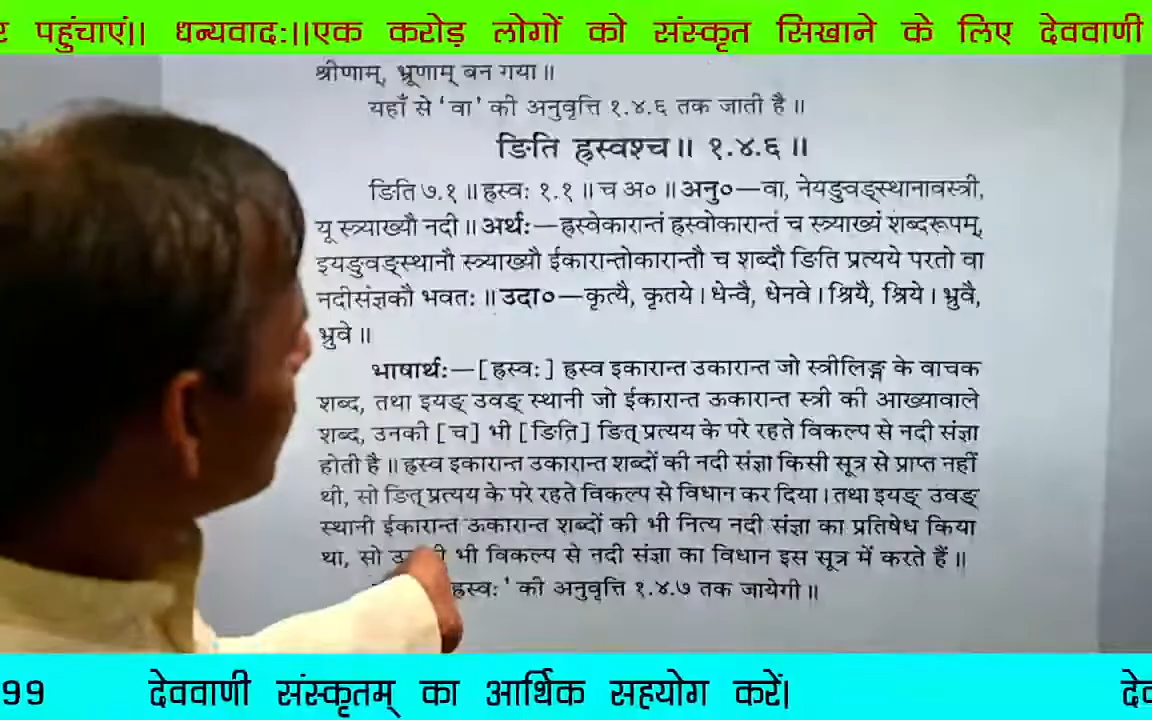 र पहुंचाएं|| धन्यवाद:||एक करोड़ लोगों को संस्कृत सिखाने के लिए देववाणी
श्रीणाम्, भ्रूणाम् बन गया॥
यहाँ से 'वा' की अनुवृत्ति १.४.६ तक जाती है॥
ङिति ह्रस्वश्च॥ १.४.६॥
ङिति ७.१॥ ह्रस्वः १.१॥ च अ०॥ अनु०—वा, नेयङुवङ्स्थानावस्त्री,
यू स्त्र्याख्यौ नदी॥ अर्थः—ह्रस्वेकारान्तं ह्रस्वोकारान्तं च स्त्र्याख्यं शब्दरूपम्,
इयङुवङ्स्थानौ स्त्र्याख्यौ ईकारान्तोकारान्तौ च शब्दौ ङिति प्रत्यये परतो वा
नदीसंज्ञकौ भवतः॥ उदा०—कृत्यै, कृतये। धेन्वै, धेनवे। श्रियै, श्रिये। भ्रुवै,
भ्रुवे॥
भाषार्थः—[ह्रस्वः] ह्रस्व इकारान्त उकारान्त जो स्त्रीलिङ्ग के वाचक
शब्द, तथा इयङ् उवङ् स्थानी जो ईकारान्त ऊकारान्त स्त्री की आख्यावाले
शब्द, उनकी [च] भी [ङिति] ङित् प्रत्यय के परे रहते विकल्प से नदी संज्ञा
होती है॥ ह्रस्व इकारान्त उकारान्त शब्दों की नदी संज्ञा किसी सूत्र से प्राप्त नहीं
थी, सो ङित् प्रत्यय के परे रहते विकल्प से विधान कर दिया। तथा इयङ् उवङ्
स्थानी ईकारान्त ऊकारान्त शब्दों की भी नित्य नदी संज्ञा का प्रतिषेध किया
था, सो भी विकल्प से नदी संज्ञा का विधान इस सूत्र में करते हैं॥
ह्रस्वः' की अनुवृत्ति १.४.७ तक जायेगी॥
99 देववाणी संस्कृतम् का आर्थिक सहयोग करें|